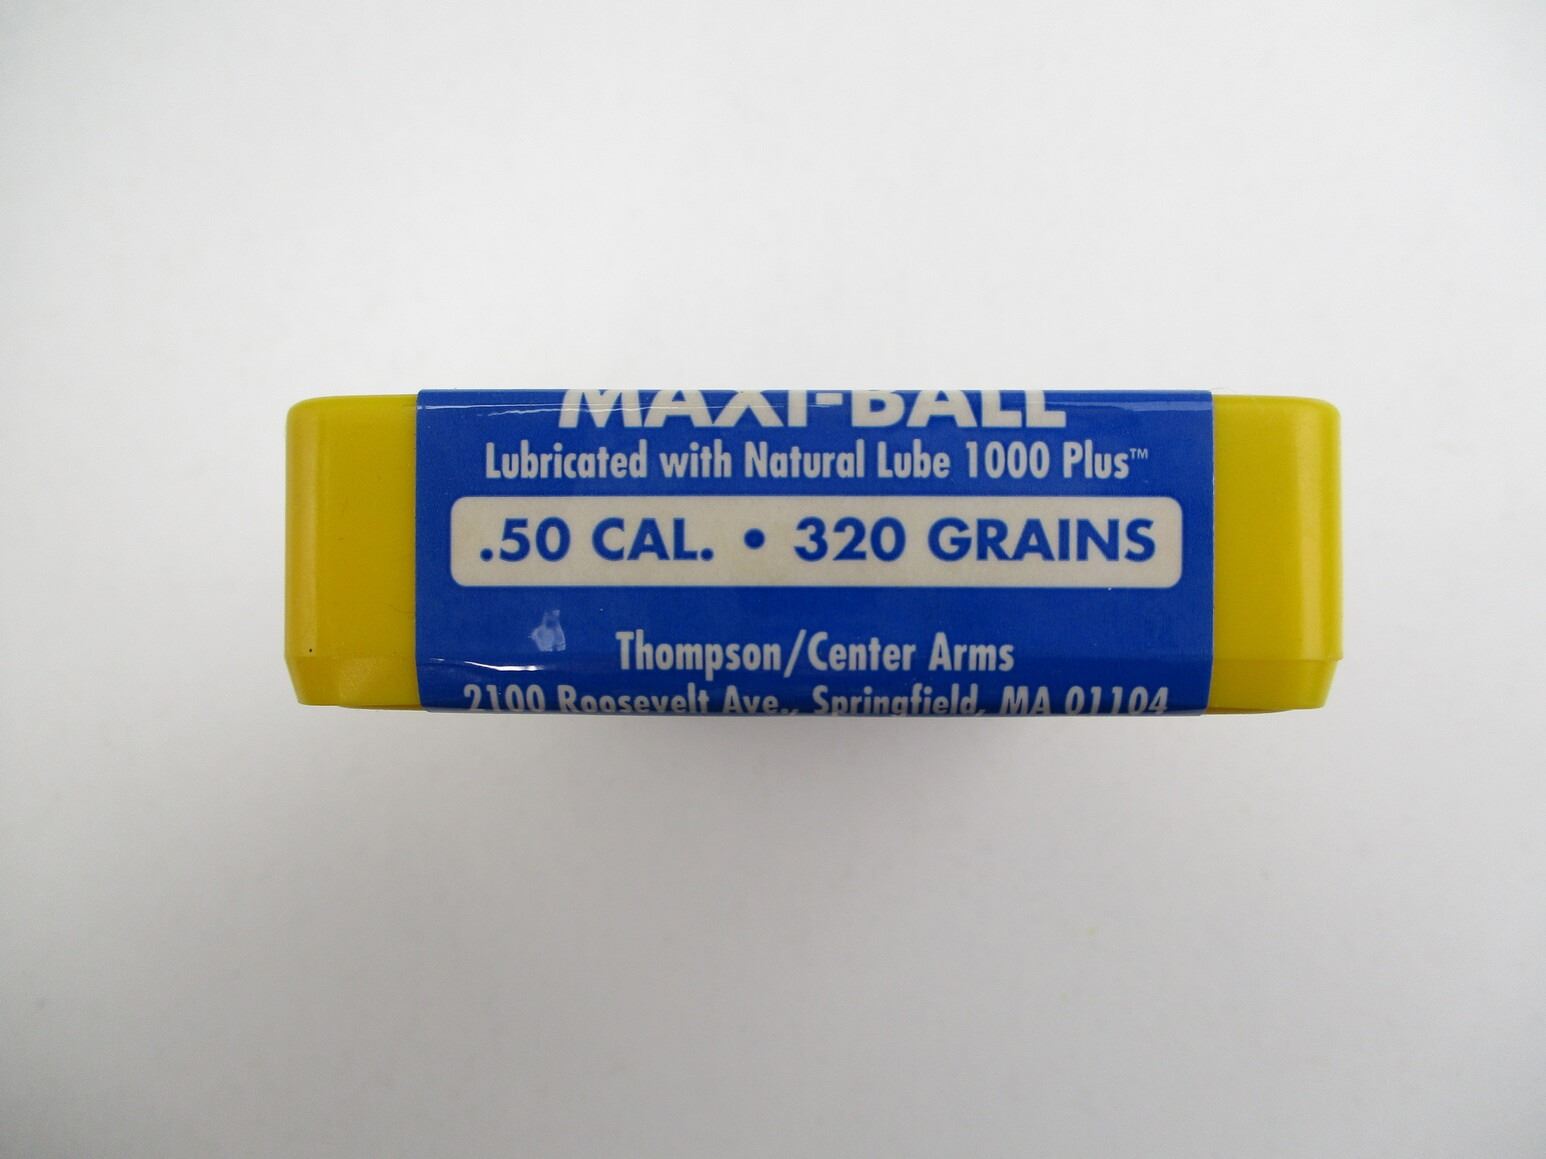 MAXI-BALL
Lubricated with Natural Lube 1000 Plus™
.50 CAL. • 320 GRAINS
Thompson/Center Arms
2100 Roosevelt Ave., Springfield, MA 01104